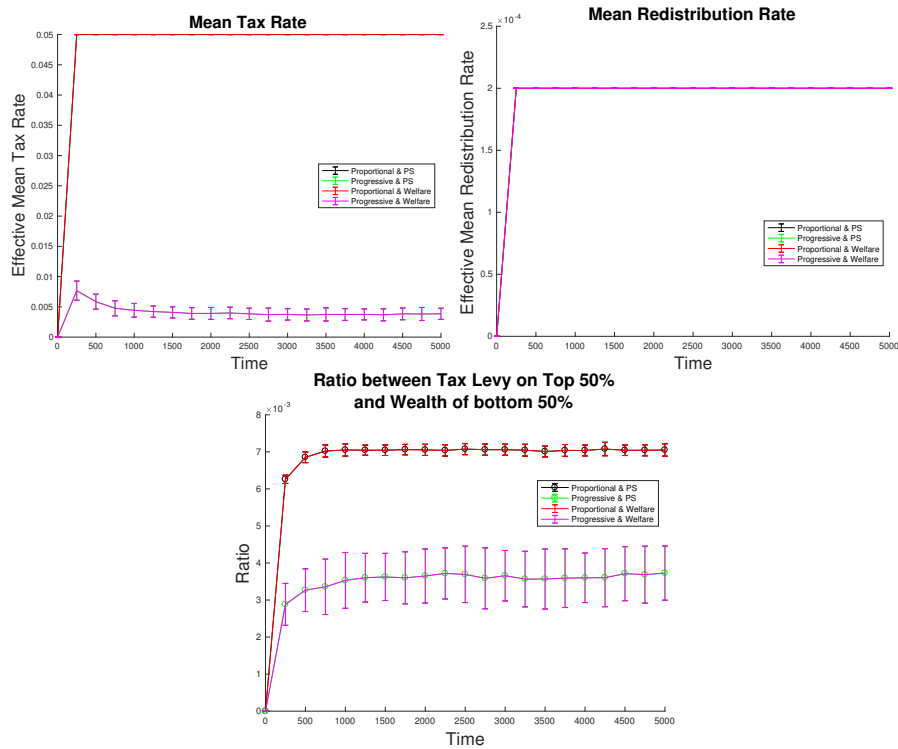 Mean Tax Rate
0.05
0.045
0.04
0.035
0.03
0.025
0.02
0.015
0.01
0.005
0
Effective Mean Tax Rate
Proportional & PS
Progressive & PS
Proportional & Welfare
Progressive & Welfare
0 500 1000 1500 2000 2500 3000 3500 4000 4500 5000
Time
Mean Redistribution Rate
×10-4
2.5
2
1.5
1
0.5
0
Effective Mean Redistribution Rate
Proportional & PS
Progressive & PS
Proportional & Welfare
Progressive & Welfare
0 500 1000 1500 2000 2500 3000 3500 4000 4500 5000
Time
Ratio between Tax Levy on Top 50%
and Wealth of bottom 50%
×10-3
8
7
6
5
4
3
2
1
0
Ratio
Proportional & PS
Progressive & PS
Proportional & Welfare
Progressive & Welfare
0 500 1000 1500 2000 2500 3000 3500 4000 4500 5000
Time